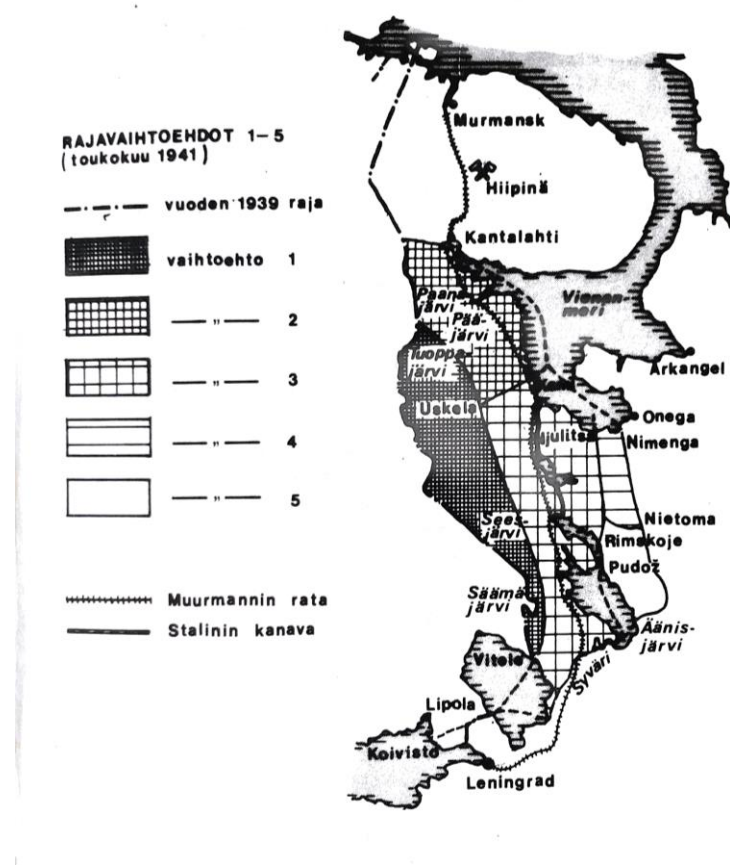 RAJAVAIHTOEHDOT 1–5
(toukokuu 1941)
vuoden 1939 raja
vaihtoehto 1
— " — 2
— " — 3
— " — 4
— " — 5
Muurmannin rata
Stalinin kanava
Murmansk
Hiipinä
Kantalahti
Paana-
järvi
Pää-
järvi
Vienan-
meri
Tuoppa-
järvi
Arkangel
Uskela
Onega
Nimenga
Seesjärvi
Nietoma
Rimskoje
Pudož
Säämä-
järvi
Äänis-
järvi
Vitele
Syväri
Lipola
Koivisto
Leningrad